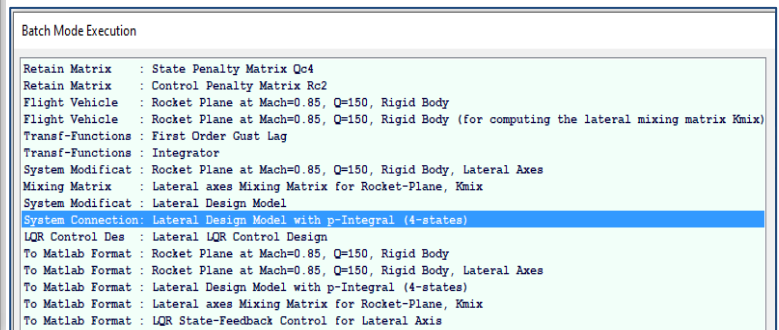 Batch Mode Execution
Retain Matrix    : State Penalty Matrix Qc4
Retain Matrix    : Control Penalty Matrix Rc2
Flight Vehicle   : Rocket Plane at Mach=0.85, Q=150, Rigid Body
Flight Vehicle   : Rocket Plane at Mach=0.85, Q=150, Rigid Body (for computing the lateral mixing matrix Kmix)
Transf-Functions : First Order Gust Lag
Transf-Functions : Integrator
System Modificat : Rocket Plane at Mach=0.85, Q=150, Rigid Body, Lateral Axes
Mixing Matrix    : Lateral axes Mixing Matrix for Rocket-Plane, Kmix
System Modificat : Lateral Design Model
System Connection: Lateral Design Model with p-Integral (4-states)
LQR Control Des  : Lateral LQR Control Design
To Matlab Format : Rocket Plane at Mach=0.85, Q=150, Rigid Body
To Matlab Format : Rocket Plane at Mach=0.85, Q=150, Rigid Body, Lateral Axes
To Matlab Format : Lateral Design Model with p-Integral (4-states)
To Matlab Format : Lateral axes Mixing Matrix for Rocket-Plane, Kmix
To Matlab Format : LQR State-Feedback Control for Lateral Axis